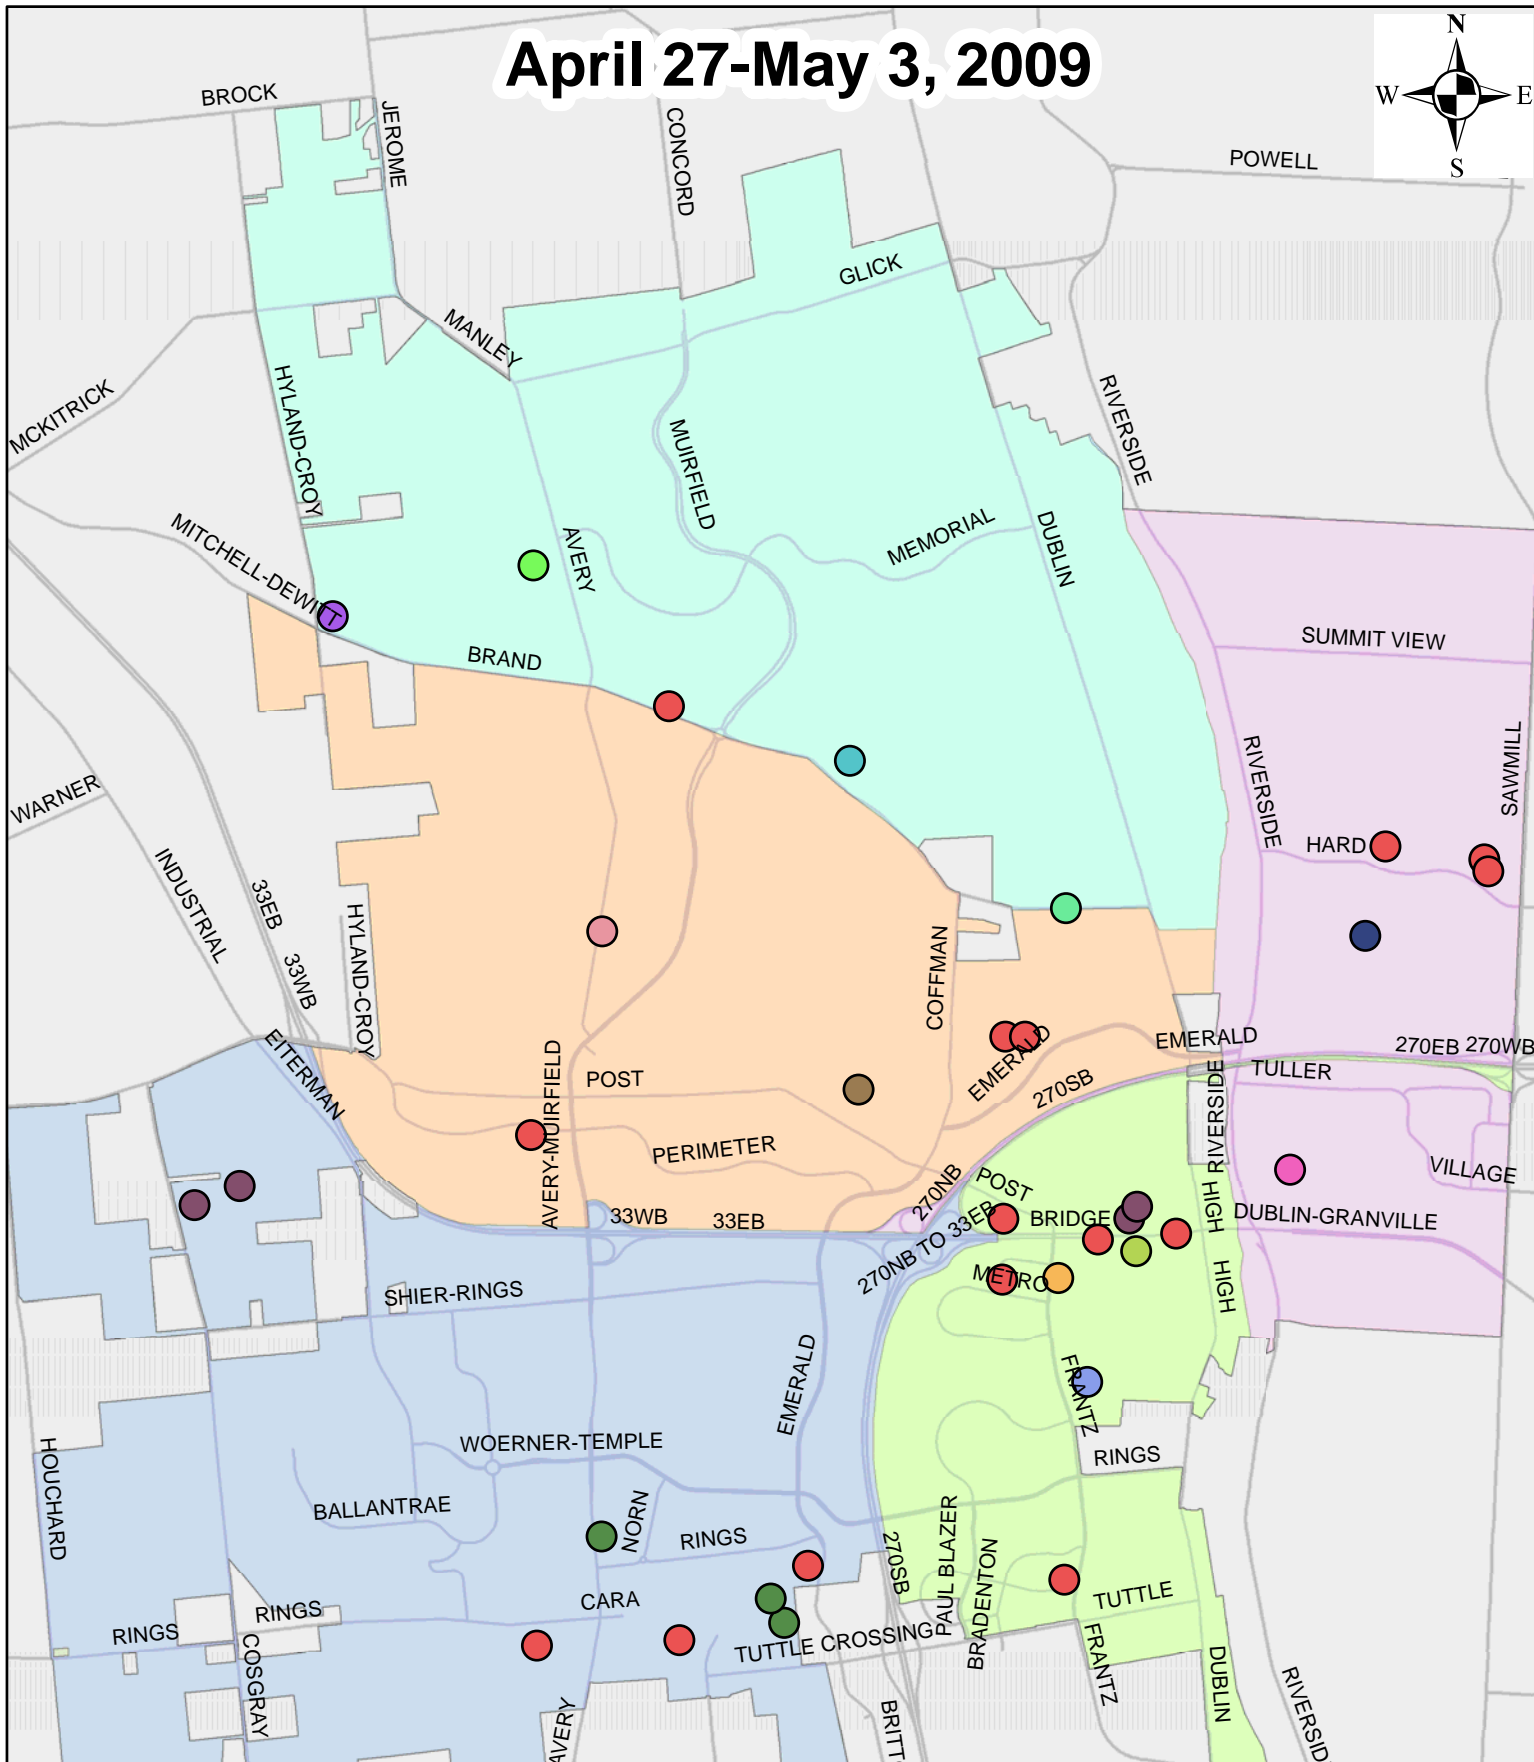 April 27-May 3, 2009
N
W
E
S
BROCK
JEROME
CONCORD
POWELL
GLICK
MANLEY
HYLAND-CROY
MCKITRICK
MUIRFIELD
RIVERSIDE
MEMORIAL
DUBLIN
MITCHELL-DEWITT
AVERY
BRAND
SUMMIT VIEW
SAWMILL
RIVERSIDE
WARNER
HARD
INDUSTRIAL
33EB
33WB
HYLAND-CROY
COFFMAN
EMERALD
EMERALD
270EB
270WB
EITERMAN
POST
270SB
TULLER
RIVERSIDE
AVERY-MUIRFIELD
PERIMETER
VILLAGE
270NB
POST
HIGH
33WB
33EB
BRIDGE
DUBLIN-GRANVILLE
270NB TO 33EB
METRO
HIGH
SHIER-RINGS
EMERALD
FRANTZ
WOERNER-TEMPLE
RINGS
HOUCHARD
BALLANTRAE
NORN
RINGS
270SB
PAUL BLAZER
BRADENTON
CARA
TUTTLE
RINGS
RINGS
TUTTLE CROSSING
COSGRAY
FRANTZ
DUBLIN
AVERY
BRITT
RIVERSID